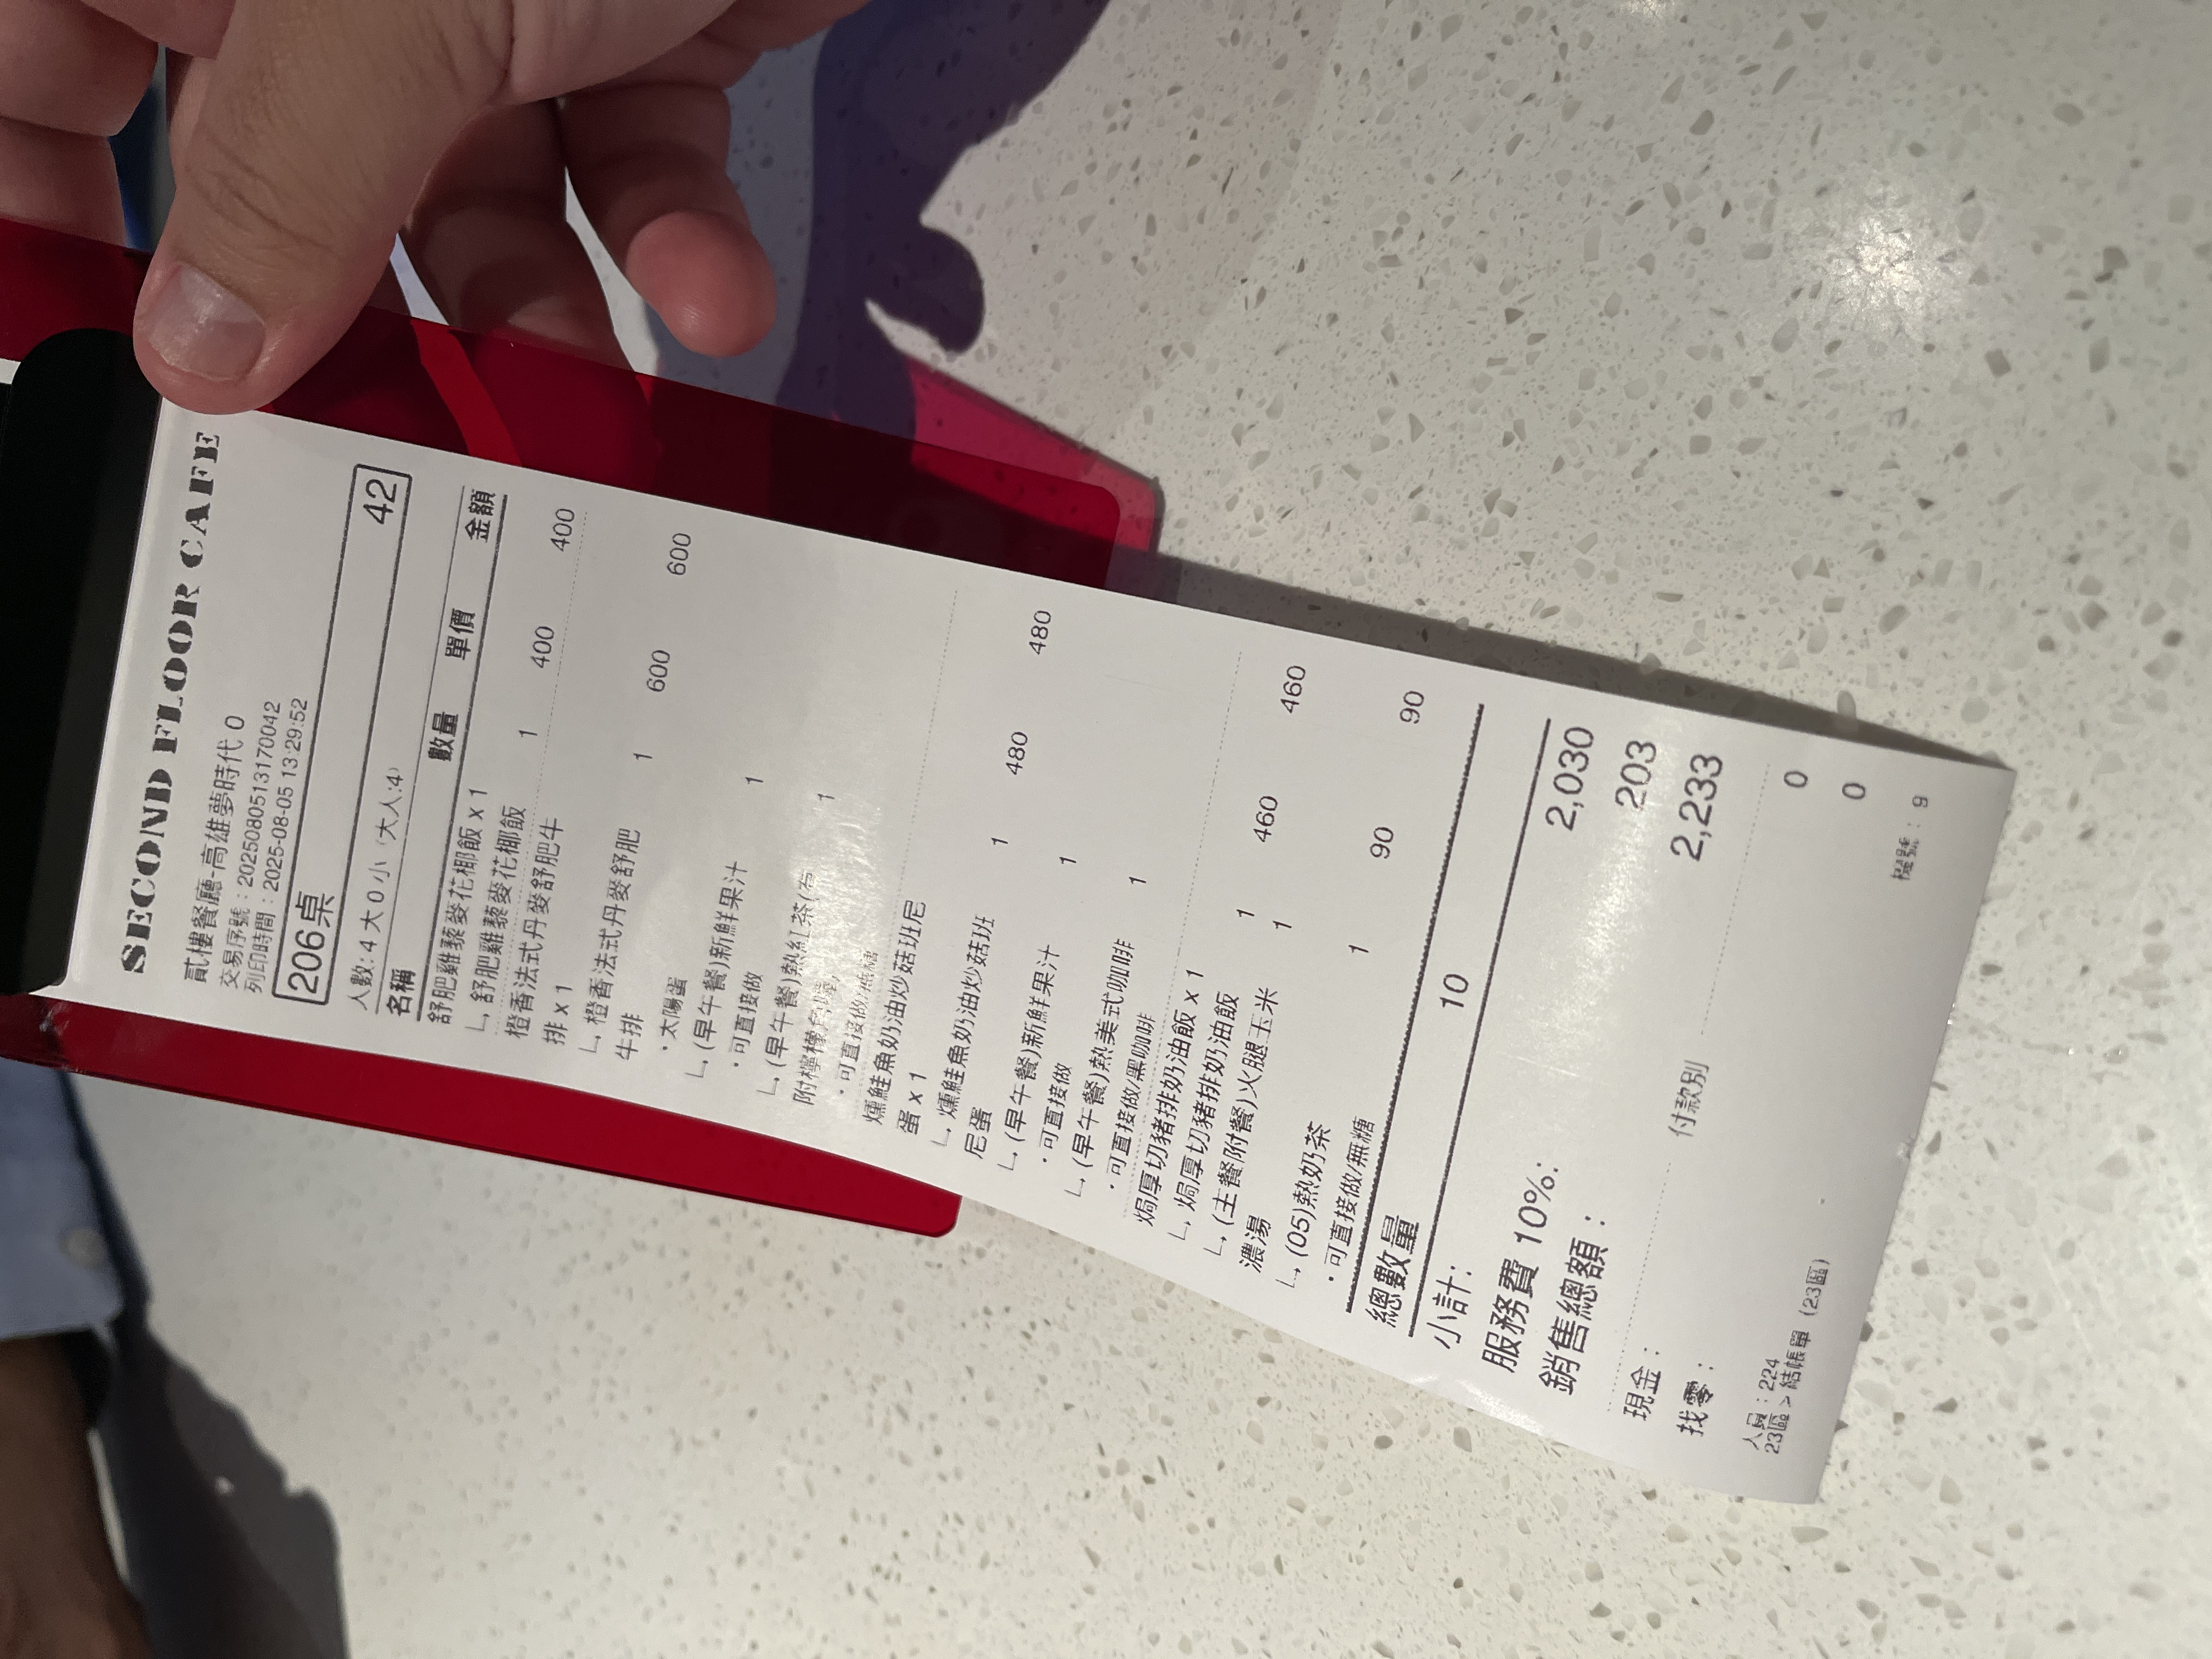 SECOND FLOOR CAFE
貳樓餐廳-高雄夢時代 0
交易序號：2025080513170042
列印時間：2025-08-05 13:29:52
206桌 42
人數:4 大 0 小 (大人:4)
名稱 數量 單價 金額
舒肥雞藜麥花椰飯 x 1
ㄴ, 舒肥雞藜麥花椰飯 1 400 400
橙香法式丹麥舒肥牛
排 x 1
ㄴ, 橙香法式丹麥舒肥 1 600 600
牛排
・太陽蛋
ㄴ, (早午餐)新鮮果汁 1
・可直接做
ㄴ, (早午餐)熱紅茶(若 1
附檸檬
・可直接做/無糖
燻鮭魚奶油炒菇班尼
蛋 x 1
ㄴ, 燻鮭魚奶油炒菇班 1 480 480
尼蛋
ㄴ, (早午餐)新鮮果汁 1
・可直接做
ㄴ, (早午餐)熱美式咖啡 1
・可直接做/黑咖啡
焗厚切豬排奶油飯 x 1
ㄴ, 焗厚切豬排奶油飯 1 460 460
ㄴ, (主餐附餐)火腿玉米 1
濃湯
ㄴ, (05)熱奶茶 1 90 90
・可直接做/無糖
總數量 10
小計: 2,030
服務費 10%: 203
銷售總額： 2,233
付款別
現金： 0
找零： 0
人員：224 機號：9
23區 > 結帳單 (23區)